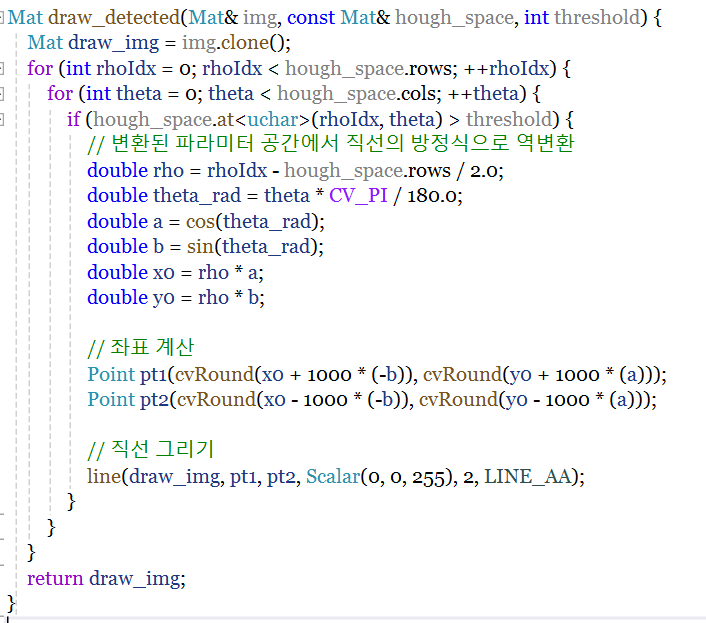 Mat draw_detected(Mat& img, const Mat& hough_space, int threshold) {
Mat draw_img = img.clone();
for (int rhoIdx = 0; rhoIdx < hough_space.rows; ++rhoIdx) {
for (int theta = 0; theta < hough_space.cols; ++theta) {
if (hough_space.at<uchar>(rhoIdx, theta) > threshold) {
// 변환된 파라미터 공간에서 직선의 방정식으로 역변환
double rho = rhoIdx - hough_space.rows / 2.0;
double theta_rad = theta * CV_PI / 180.0;
double a = cos(theta_rad);
double b = sin(theta_rad);
double x0 = rho * a;
double y0 = rho * b;
// 좌표 계산
Point pt1(cvRound(x0 + 1000 * (-b)), cvRound(y0 + 1000 * (a)));
Point pt2(cvRound(x0 - 1000 * (-b)), cvRound(y0 - 1000 * (a)));
// 직선 그리기
line(draw_img, pt1, pt2, Scalar(0, 0, 255), 2, LINE_AA);
}
}
}
return draw_img;
}